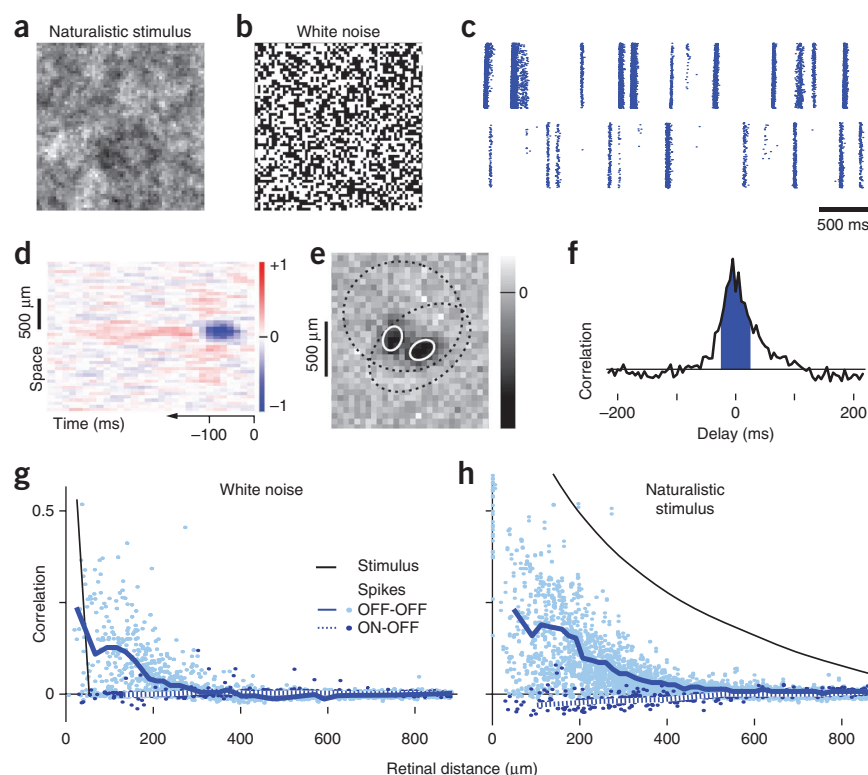 a
Naturalistic stimulus
b
White noise
c
500 ms
d
500 µm
Space
+1
0
−1
Time (ms)
−100
0
e
500 µm
0
f
Correlation
−200
0
200
Delay (ms)
g
White noise
0.5
Correlation
0
Stimulus
Spikes
OFF-OFF
ON-OFF
0
200
400
600
800
h
Naturalistic
stimulus
0
200
400
600
800
Retinal distance (µm)